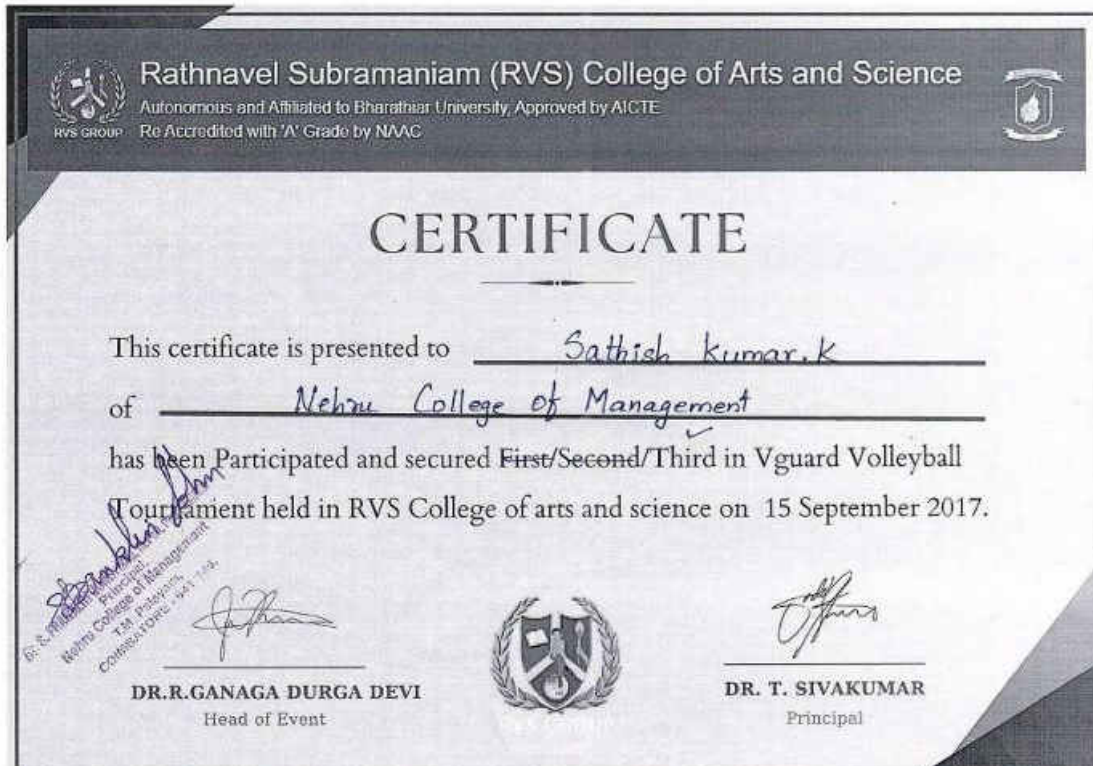 Rathnavel Subramaniam (RVS) College of Arts and Science
Autonomous and Affiliated to Bharathiar University, Approved by AICTE
Re Accredited with 'A' Grade by NAAC
RVS GROUP
CERTIFICATE
This certificate is presented to Sathish kumar.k
of Nehru College of Management
has been Participated and secured First/Second/Third in Vguard Volleyball
Tournament held in RVS College of arts and science on 15 September 2017.
Principal
Nehru College of Management
T.M. Palayam,
COIMBATORE
DR.R.GANAGA DURGA DEVI
Head of Event
DR. T. SIVAKUMAR
Principal